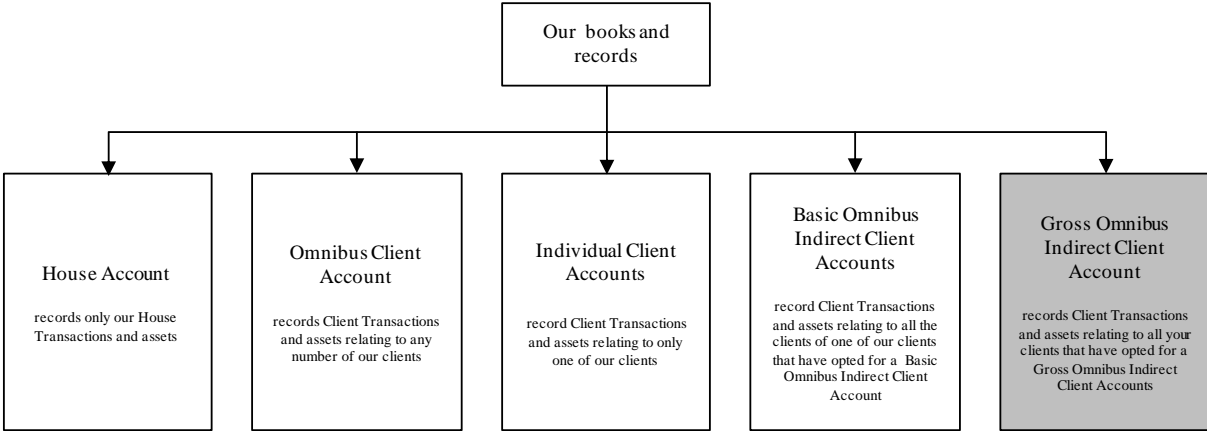 Our books and
records
House Account
records only our House
Transactions and assets
Omnibus Client
Account
records Client Transactions
and assets relating to any
number of our clients
Individual Client
Accounts
record Client Transactions
and assets relating to only
one of our clients
Basic Omnibus
Indirect Client
Accounts
record Client Transactions
and assets relating to all the
clients of one of our clients
that have opted for a Basic
Omnibus Indirect Client
Account
Gross Omnibus
Indirect Client
Account
records Client Transactions
and assets relating to all your
clients that have opted for a
Gross Omnibus Indirect
Client Accounts